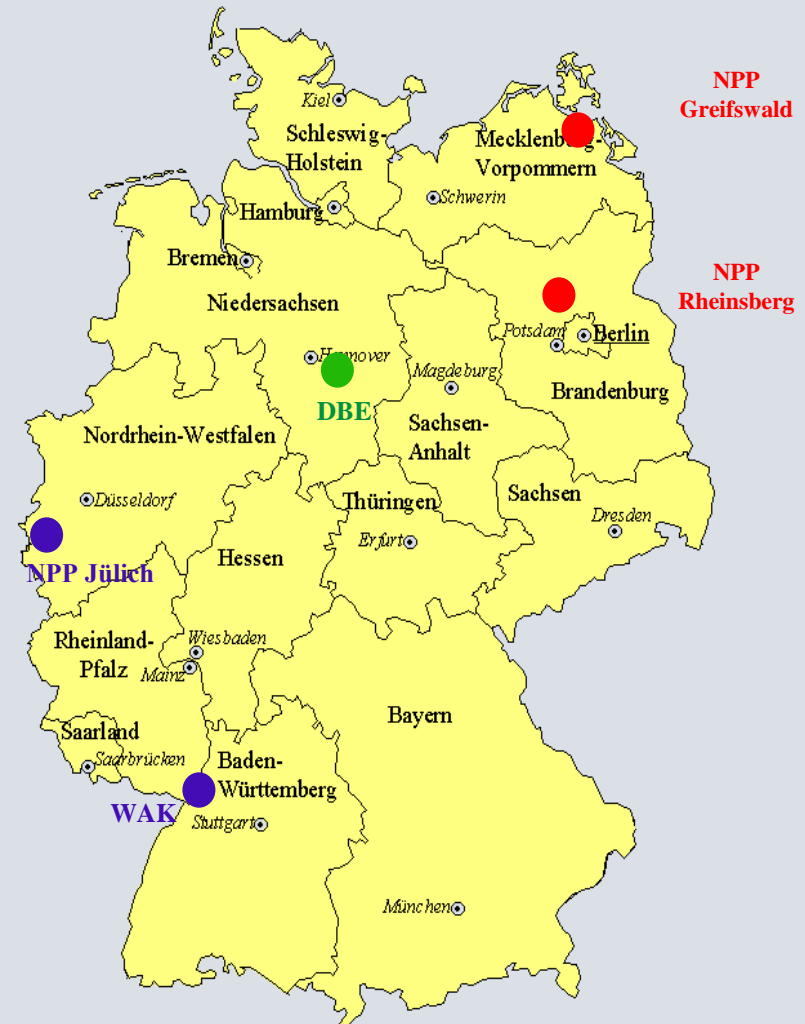 NPP
Greifswald
Kiel
Schleswig-
Holstein
Mecklenburg-
Vorpommern
Schwerin
Hamburg
Bremen
NPP
Rheinsberg
Niedersachsen
Potsdam
Berlin
Hannover
Magdeburg
Brandenburg
DBE
Sachsen-
Anhalt
Nordrhein-Westfalen
Düsseldorf
Thüringen
Sachsen
Dresden
Erfurt
Hessen
NPP Jülich
Rheinland-
Pfalz
Wiesbaden
Mainz
Bayern
Saarland
Saarbrücken
Baden-
Württemberg
WAK
Stuttgart
München